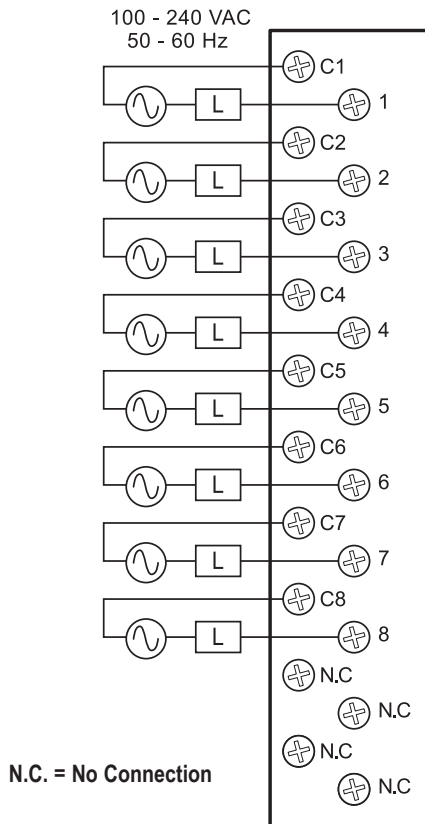 100 - 240 VAC
50 - 60 Hz
C1
L
1
C2
L
2
C3
L
3
C4
L
4
C5
L
5
C6
L
6
C7
L
7
C8
L
8
N.C
N.C
N.C
N.C
N.C. = No Connection